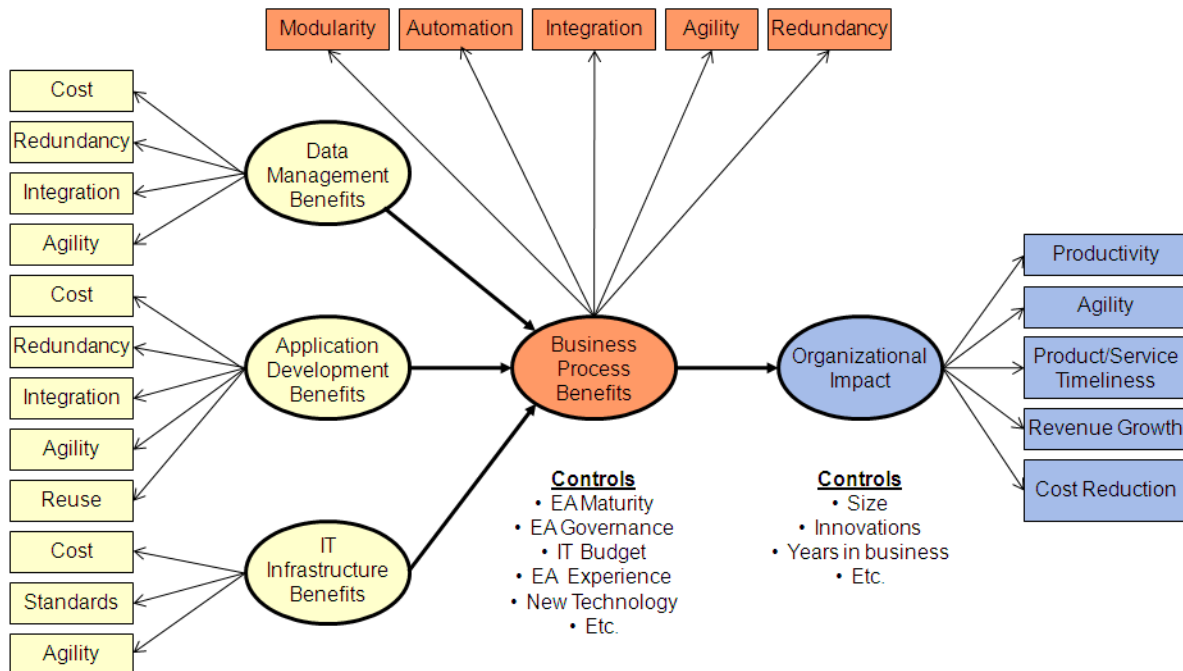 Modularity
Automation
Integration
Agility
Redundancy
Cost
Redundancy
Integration
Agility
Cost
Redundancy
Integration
Agility
Reuse
Cost
Standards
Agility
Data
Management
Benefits
Application
Development
Benefits
IT
Infrastructure
Benefits
Business
Process
Benefits
Controls
• EA Maturity
• EA Governance
• IT Budget
• EA Experience
• New Technology
• Etc.
Organizational
Impact
Controls
• Size
• Innovations
• Years in business
• Etc.
Productivity
Agility
Product/Service
Timeliness
Revenue Growth
Cost Reduction